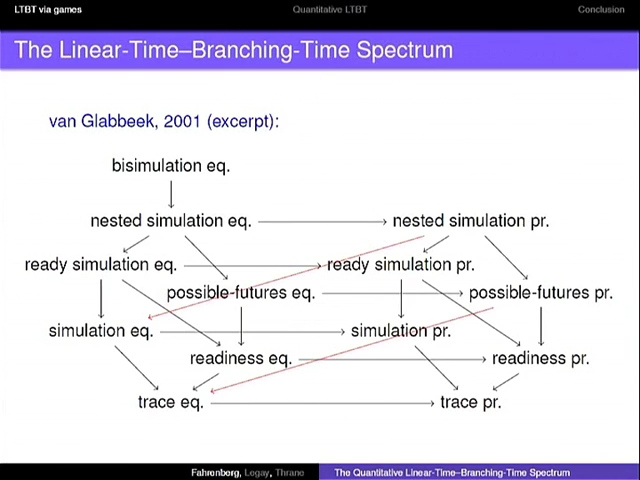 LTBT via games Quantitative LTBT Conclusion
The Linear-Time–Branching-Time Spectrum
van Glabbeek, 2001 (excerpt):
bisimulation eq.
nested simulation eq. nested simulation pr.
ready simulation eq. ready simulation pr.
possible-futures eq. possible-futures pr.
simulation eq. simulation pr.
readiness eq. readiness pr.
trace eq. trace pr.
Fahrenberg, Legay, Thrane The Quantitative Linear-Time–Branching-Time Spectrum